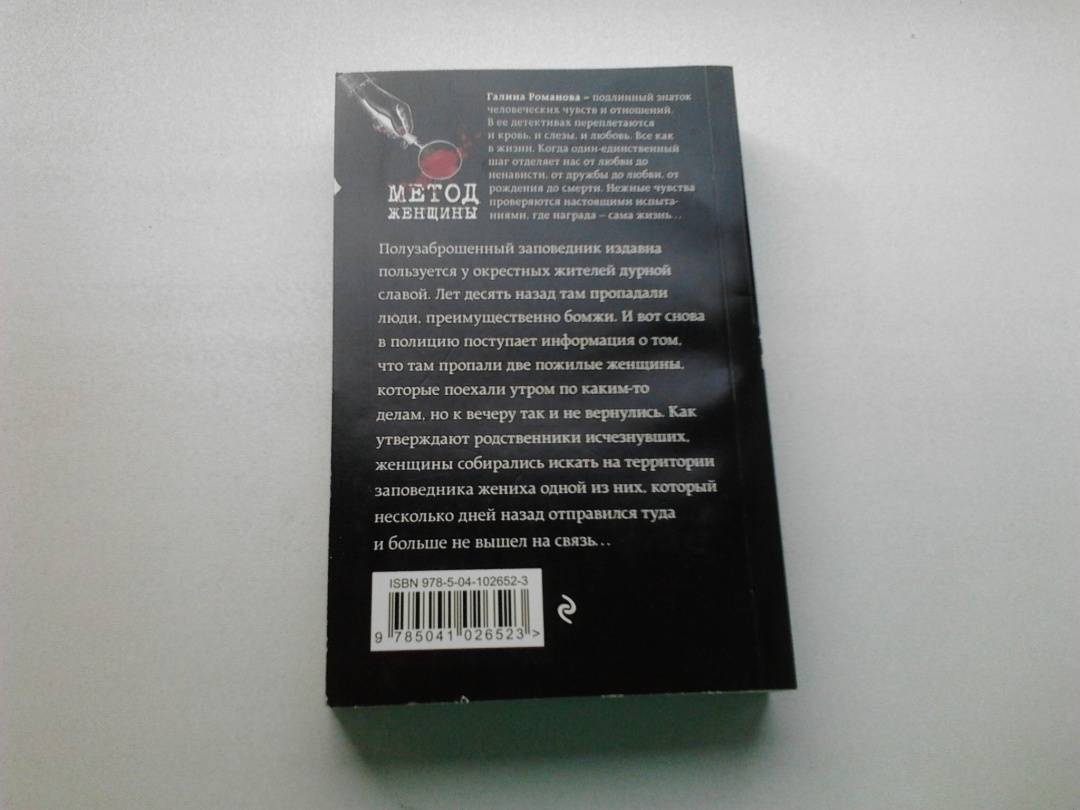 Галина Романова – подлинный знаток
человеческих чувств и отношений.
В ее детективах переплетаются
и кровь, и слезы, и любовь. Все как
в жизни. Когда один-единственный
шаг отделяет нас от любви до
ненависти, от дружбы до любви, от
рождения до смерти. Нежные чувства
проверяются настоящими испыта-
ниями, где награда – сама жизнь...
МЕТОД
ЖЕНЩИНЫ
Полузаброшенный заповедник издавна
пользуется у окрестных жителей дурной
славой. Лет десять назад там пропадали
люди, преимущественно бомжи. И вот снова
в полицию поступает информация о том,
что там пропали две пожилые женщины,
которые поехали утром по каким-то
делам, но к вечеру так и не вернулись. Как
утверждают родственники исчезнувших,
женщины собирались искать на территории
заповедника жениха одной из них, который
несколько дней назад отправился туда
и больше не вышел на связь...
ISBN 978-5-04-102652-3
9 785041 026523 >